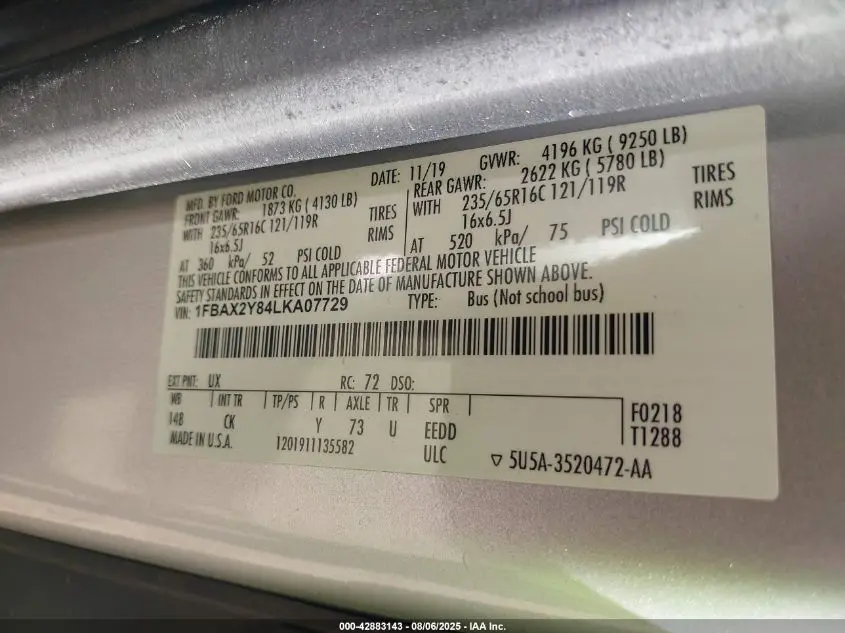 MFD. BY FORD MOTOR CO. DATE: 11/19 GVWR: 4196 KG ( 9250 LB)
FRONT GAWR: 1873 KG ( 4130 LB) REAR GAWR: 2622 KG ( 5780 LB)
WITH 235/65R16C 121/119R TIRES WITH 235/65R16C 121/119R TIRES
16x6.5J RIMS 16x6.5J RIMS
AT 360 kPa/ 52 PSI COLD AT 520 kPa/ 75 PSI COLD
THIS VEHICLE CONFORMS TO ALL APPLICABLE FEDERAL MOTOR VEHICLE
SAFETY STANDARDS IN EFFECT ON THE DATE OF MANUFACTURE SHOWN ABOVE.
VIN: 1FBAX2Y84LKA07729 TYPE: Bus (Not school bus)
EXT PNT: UX RC: 72 DSO:
WB INT TR TP/PS R AXLE TR SPR
148 CK Y 73 U EEDD
F0218
T1288
MADE IN U.S.A. 1201911135582 ULC
▽ 5U5A-3520472-AA
000-42883143 - 08/06/2025 - IAA Inc.